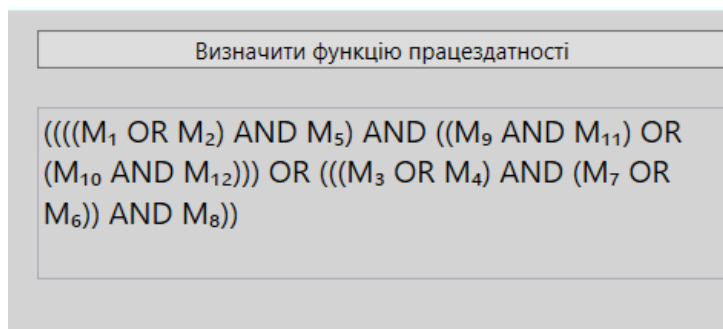 Визначити функцію працездатності
((((M₁ OR M₂) AND M₅) AND ((M₉ AND M₁₁) OR
(M₁₀ AND M₁₂))) OR (((M₃ OR M₄) AND (M₇ OR
M₆)) AND M₈))